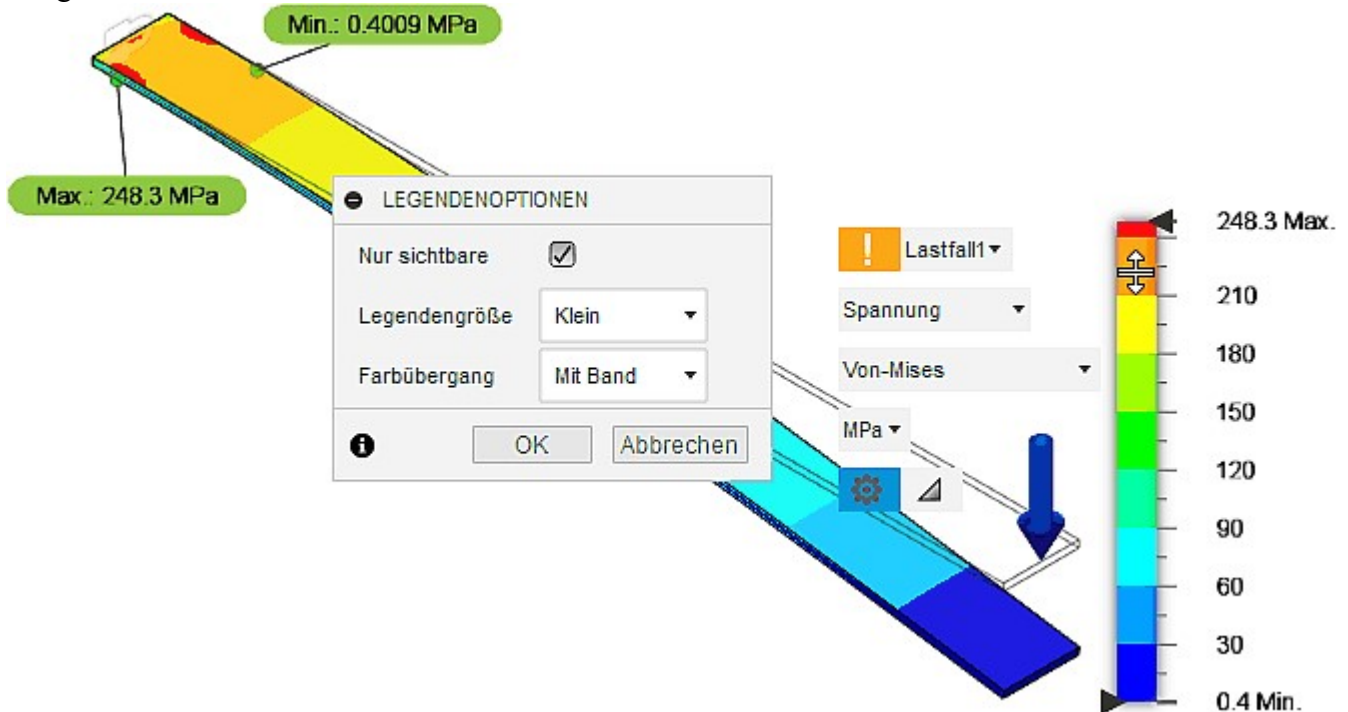 Min.: 0.4009 MPa
Max.: 248.3 MPa
LEGENDENOPTIONEN
Nur sichtbare
Legendengröße Klein
Farbübergang Mit Band
OK Abbrechen
Lastfall1
Spannung
Von-Mises
MPa
248.3 Max.
210
180
150
120
90
60
30
0.4 Min.